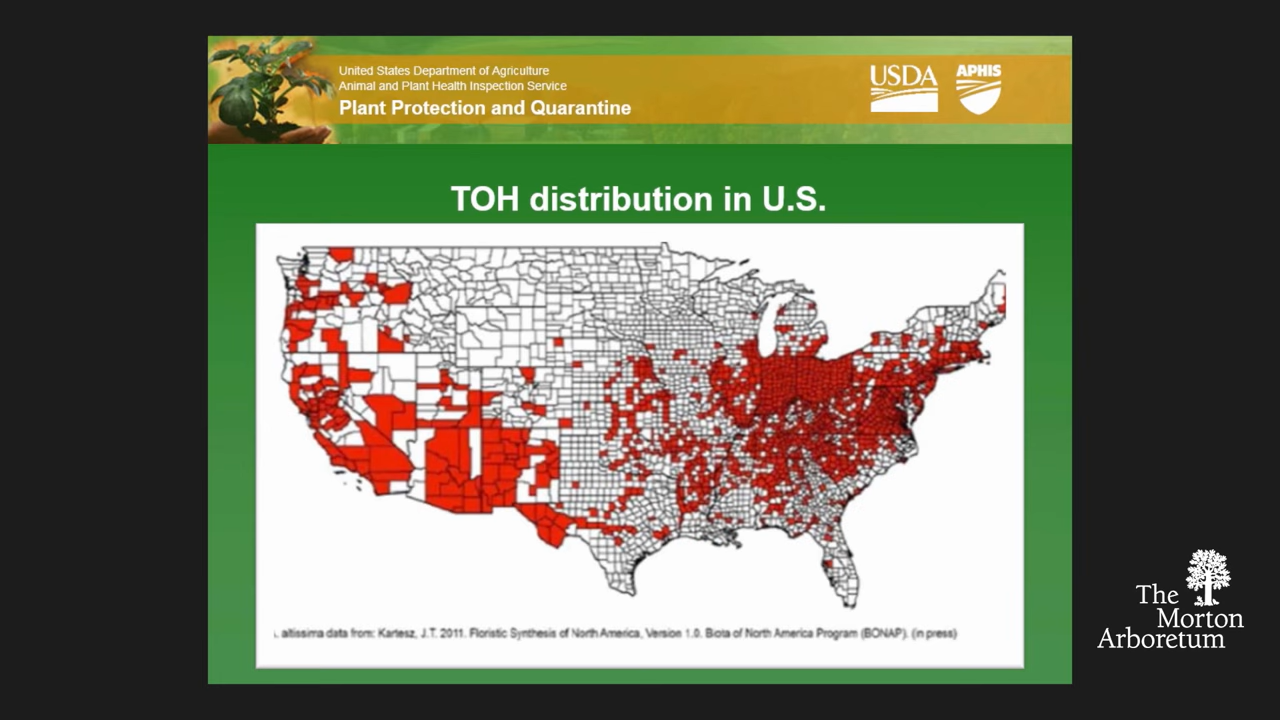 United States Department of Agriculture
Animal and Plant Health Inspection Service
Plant Protection and Quarantine
USDA
APHIS
TOH distribution in U.S.
altissima data from: Kartesz, J.T. 2011. Floristic Synthesis of North America, Version 1.0. Biota of North America Program (BONAP). (in press)
The
Morton
Arboretum